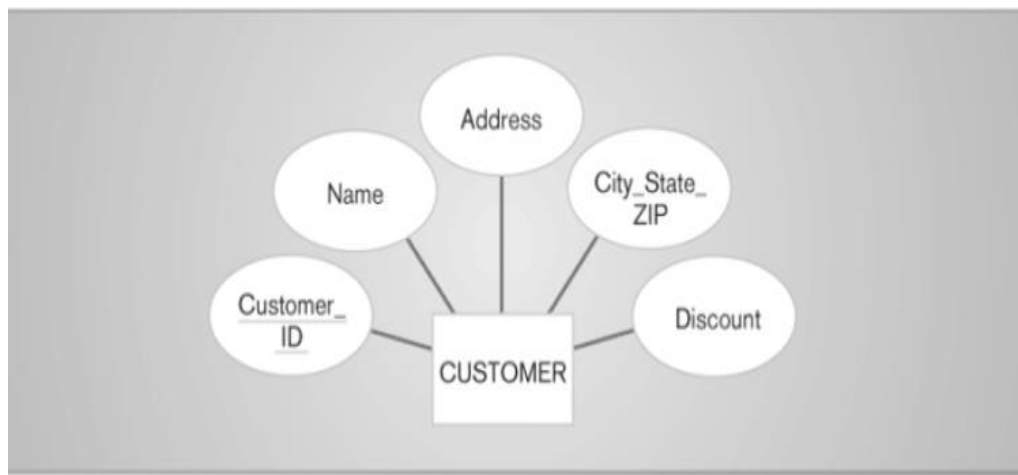 Address
Name
City_State_
ZIP
Customer_
ID
Discount
CUSTOMER